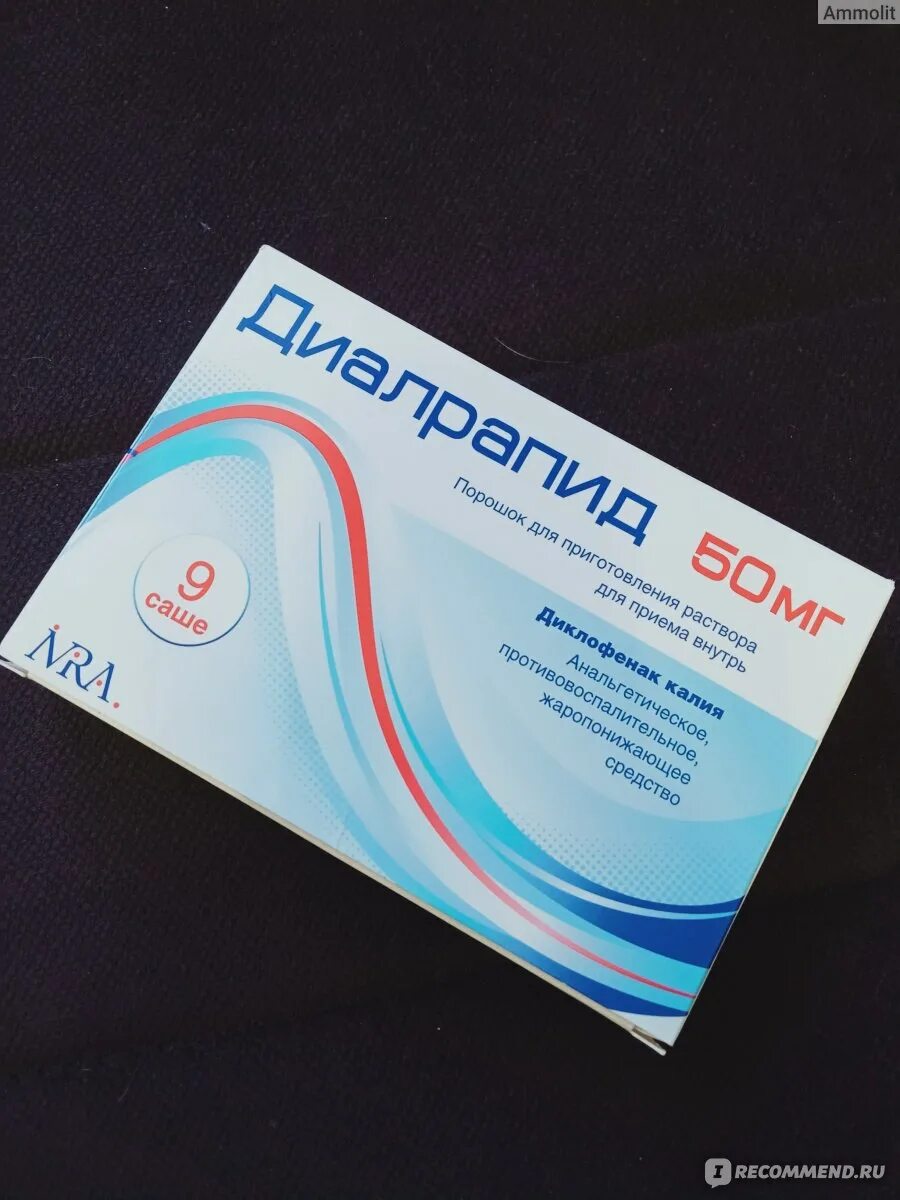 Ammolit
Диалрапид
50мг
Порошок для приготовления раствора
для приема внутрь
Диклофенак калия
Анальгетическое,
противовоспалительное,
жаропонижающее
средство
9
саше
NRA.
IRECOMMEND.RU